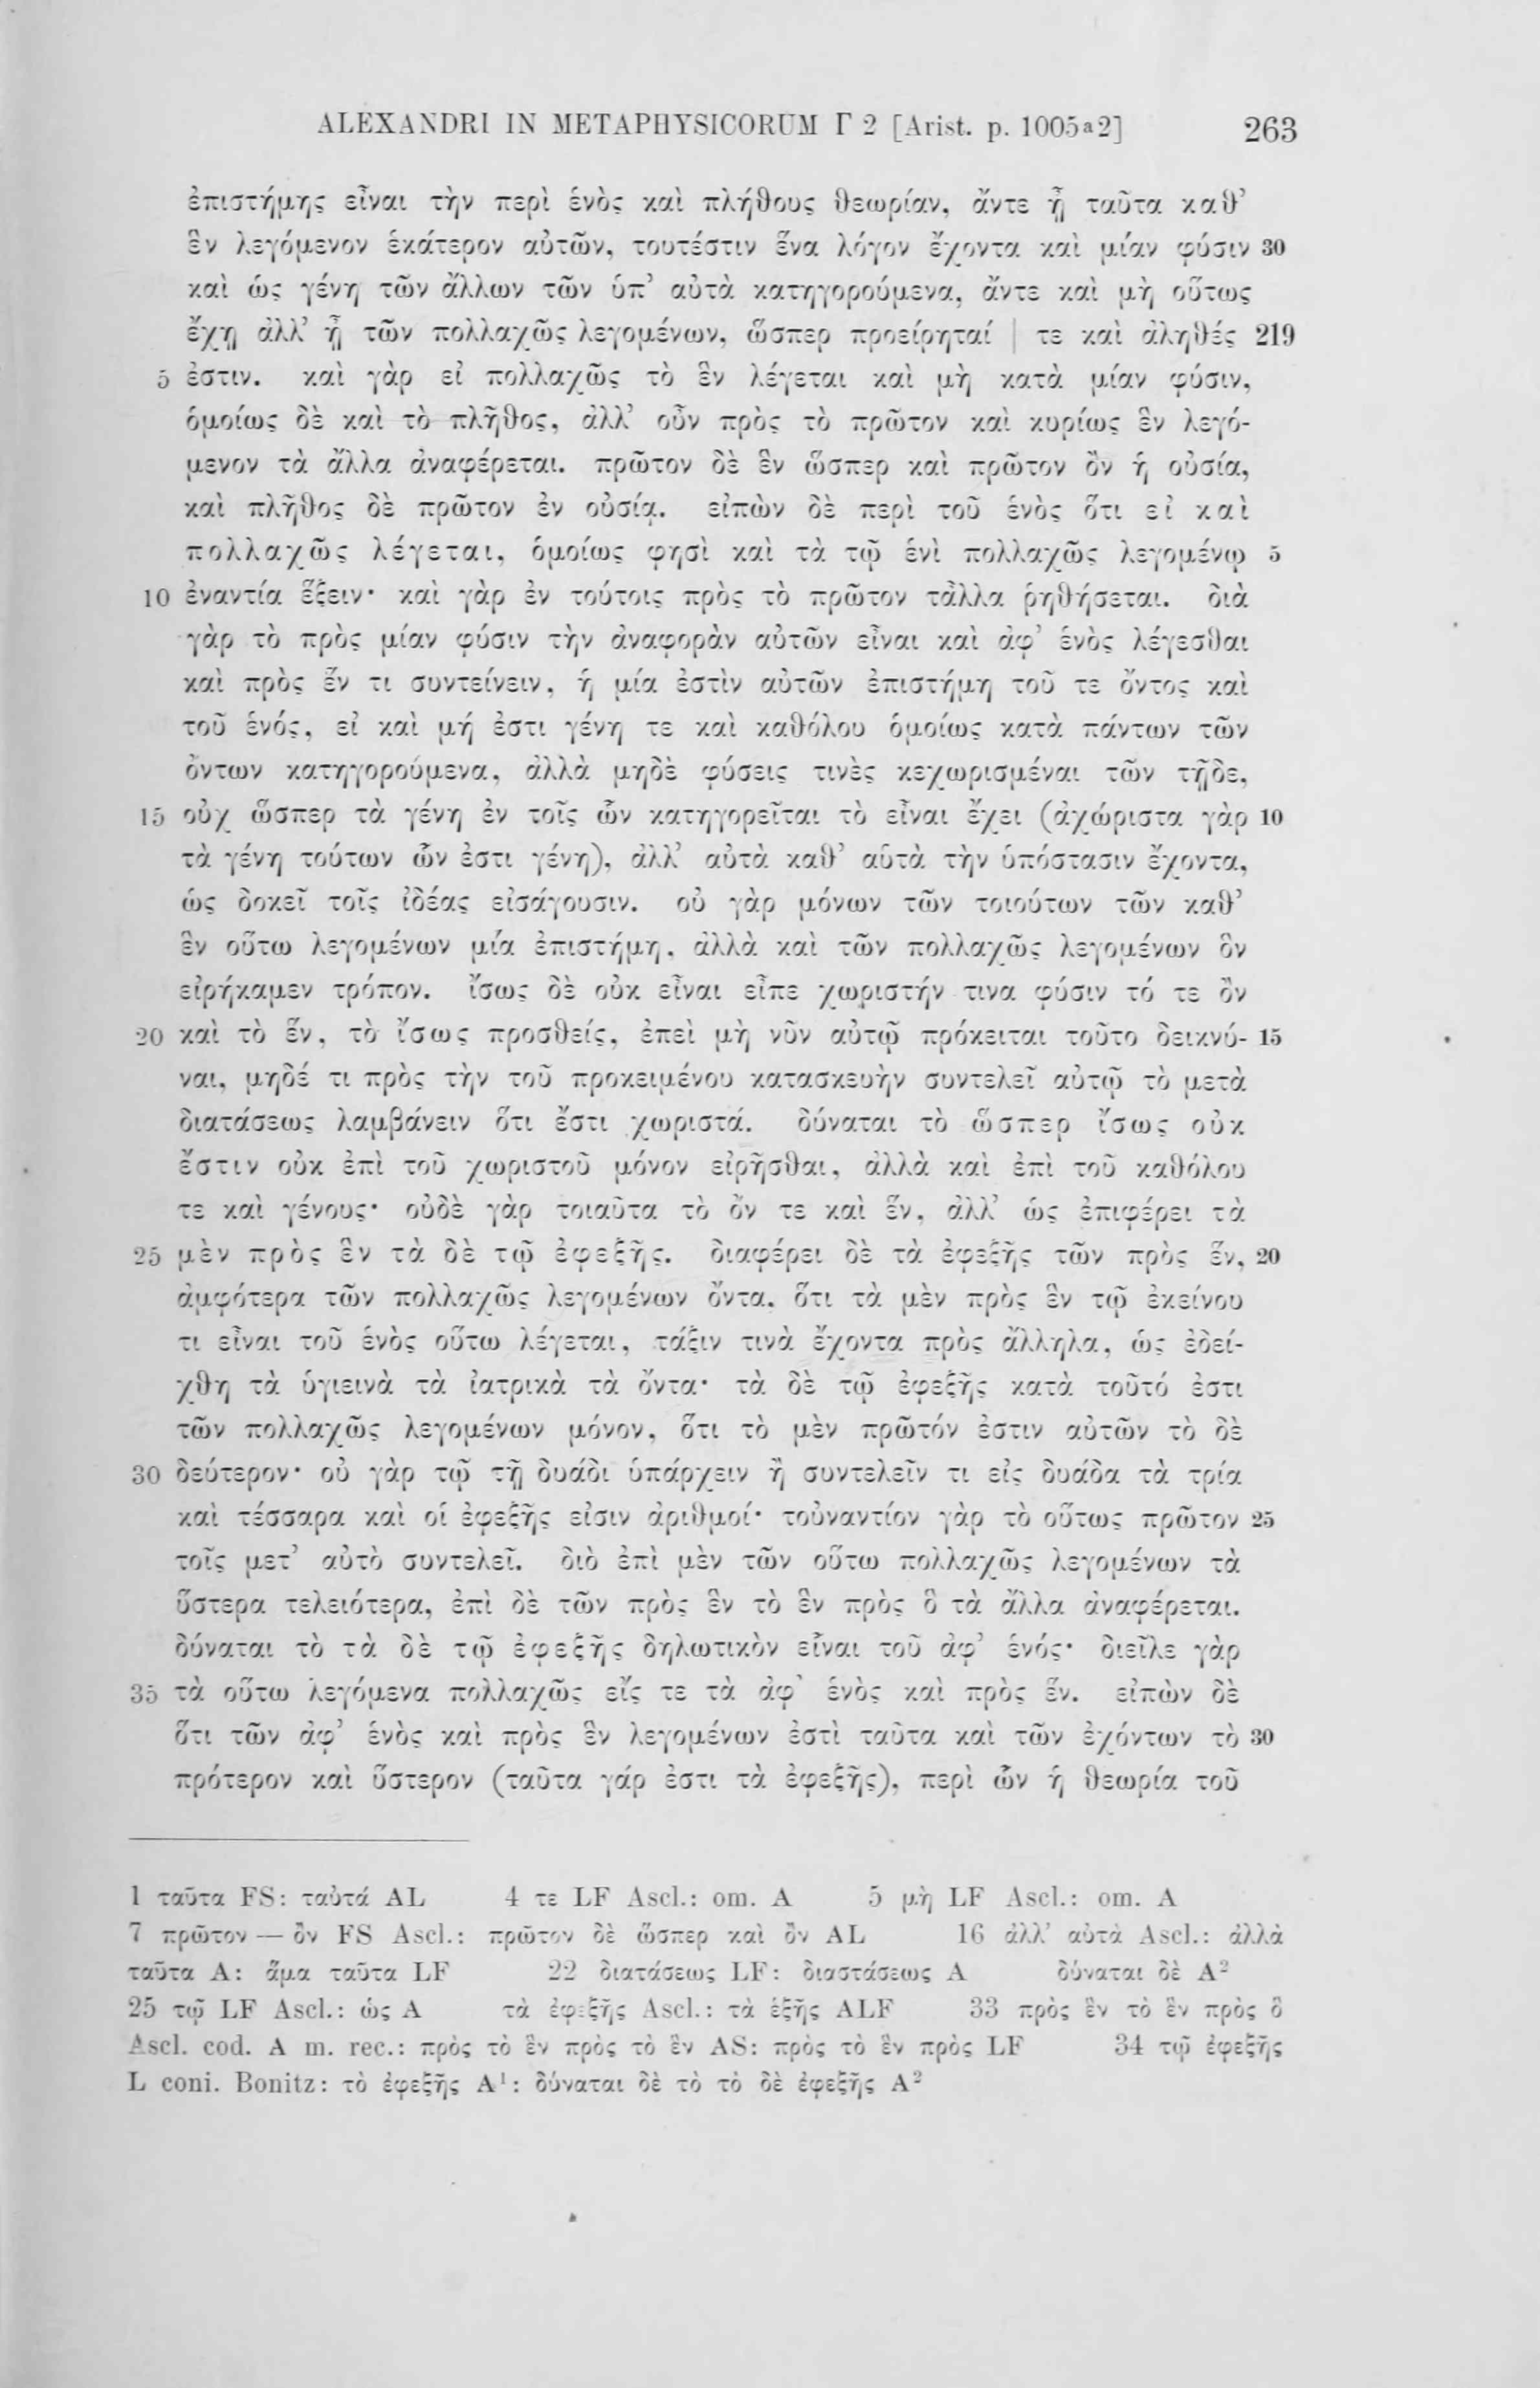 ALEXANDRI IN METAPHYSICORUM Γ 2 [Arist. p. 1005a2] 263
ἐπιστήμης εἶναι τὴν περὶ ἑνὸς καὶ πλήθους θεωρίαν, ἄντε ᾖ ταῦτα καθ’
ἓν λεγόμενον ἑκάτερον αὐτῶν, τουτέστιν ἕνα λόγον ἔχοντα καὶ μίαν φύσιν 30
καὶ ὡς γένη τῶν ἄλλων τῶν ὑπ’ αὐτὰ κατηγορούμενα, ἄντε καὶ μὴ οὕτως
ἔχῃ ἀλλ’ ᾖ τῶν πολλαχῶς λεγομένων, ὥσπερ προείρηταί | τε καὶ ἀληθές 219
5 ἐστιν. καὶ γὰρ εἰ πολλαχῶς τὸ ἓν λέγεται καὶ μὴ κατὰ μίαν φύσιν,
ὁμοίως δὲ καὶ τὸ πλῆθος, ἀλλ’ οὖν πρὸς τὸ πρῶτον καὶ κυρίως ἓν λεγό-
μενον τὰ ἄλλα ἀναφέρεται. πρῶτον δὲ ἓν ὥσπερ καὶ πρῶτον ὂν ἡ οὐσία,
καὶ πλῆθος δὲ πρῶτον ἐν οὐσίᾳ. εἰπὼν δὲ περὶ τοῦ ἑνὸς ὅτι εἰ καὶ
πολλαχῶς λέγεται, ὁμοίως φησὶ καὶ τὰ τῷ ἑνὶ πολλαχῶς λεγομένῳ 5
10 ἐναντία ἕξειν· καὶ γὰρ ἐν τούτοις πρὸς τὸ πρῶτον τἆλλα ῥηθήσεται. διὰ
γὰρ τὸ πρὸς μίαν φύσιν τὴν ἀναφορὰν αὐτῶν εἶναι καὶ ἀφ’ ἑνὸς λέγεσθαι
καὶ πρὸς ἕν τι συντείνειν, ἡ μία ἐστὶν αὐτῶν ἐπιστήμη τοῦ τε ὄντος καὶ
τοῦ ἑνός, εἰ καὶ μή ἐστι γένη τε καὶ καθόλου ὁμοίως κατὰ πάντων τῶν
ὄντων κατηγορούμενα, ἀλλὰ μηδὲ φύσεις τινὲς κεχωρισμέναι τῶν τῇδε,
15 οὐχ ὥσπερ τὰ γένη ἐν τοῖς ὧν κατηγορεῖται τὸ εἶναι ἔχει (ἀχώριστα γὰρ 10
τὰ γένη τούτων ὧν ἐστι γένη), ἀλλ’ αὐτὰ καθ’ αὑτὰ τὴν ὑπόστασιν ἔχοντα,
ὡς δοκεῖ τοῖς ἰδέας εἰσάγουσιν. οὐ γὰρ μόνων τῶν τοιούτων τῶν καθ’
ἓν οὕτω λεγομένων μία ἐπιστήμη, ἀλλὰ καὶ τῶν πολλαχῶς λεγομένων ὃν
εἰρήκαμεν τρόπον. ἴσως δὲ οὐκ εἶναι εἶπε χωριστήν τινα φύσιν τό τε ὂν
20 καὶ τὸ ἕν, τὸ ἴσως προσθείς, ἐπεὶ μὴ νῦν αὐτῷ πρόκειται τοῦτο δεικνύ- 15
ναι, μηδέ τι πρὸς τὴν τοῦ προκειμένου κατασκευὴν συντελεῖ αὐτῷ τὸ μετὰ
διατάσεως λαμβάνειν ὅτι ἔστι χωριστά. δύναται τὸ ὥσπερ ἴσως οὐκ
ἔστιν οὐκ ἐπὶ τοῦ χωριστοῦ μόνον εἰρῆσθαι, ἀλλὰ καὶ ἐπὶ τοῦ καθόλου
τε καὶ γένους· οὐδὲ γὰρ τοιαῦτα τὸ ὄν τε καὶ ἕν, ἀλλ’ ὡς ἐπιφέρει τὰ
25 μὲν πρὸς ἓν τὰ δὲ τῷ ἐφεξῆς. διαφέρει δὲ τὰ ἐφεξῆς τῶν πρὸς ἕν, 20
ἀμφότερα τῶν πολλαχῶς λεγομένων ὄντα, ὅτι τὰ μὲν πρὸς ἓν τῷ ἐκείνου
τι εἶναι τοῦ ἑνὸς οὕτω λέγεται, τάξιν τινὰ ἔχοντα πρὸς ἄλληλα, ὡς ἐδεί-
χθη τὰ ὑγιεινὰ τὰ ἰατρικὰ τὰ ὄντα· τὰ δὲ τῷ ἐφεξῆς κατὰ τοῦτό ἐστι
τῶν πολλαχῶς λεγομένων μόνον, ὅτι τὸ μὲν πρῶτόν ἐστιν αὐτῶν τὸ δὲ
30 δεύτερον· οὐ γὰρ τῷ τῇ δυάδι ὑπάρχειν ἢ συντελεῖν τι εἰς δυάδα τὰ τρία
καὶ τέσσαρα καὶ οἱ ἐφεξῆς εἰσιν ἀριθμοί· τοὐναντίον γὰρ τὸ οὕτως πρῶτον 25
τοῖς μετ’ αὐτὸ συντελεῖ. διὸ ἐπὶ μὲν τῶν οὕτω πολλαχῶς λεγομένων τὰ
ὕστερα τελειότερα, ἐπὶ δὲ τῶν πρὸς ἓν τὸ ἓν πρὸς ὃ τὰ ἄλλα ἀναφέρεται.
δύναται τὸ τὰ δὲ τῷ ἐφεξῆς δηλωτικὸν εἶναι τοῦ ἀφ’ ἑνός· διεῖλε γὰρ
35 τὰ οὕτω λεγόμενα πολλαχῶς εἴς τε τὰ ἀφ’ ἑνὸς καὶ πρὸς ἕν. εἰπὼν δὲ
ὅτι τῶν ἀφ’ ἑνὸς καὶ πρὸς ἓν λεγομένων ἐστὶ ταῦτα καὶ τῶν ἐχόντων τὸ 30
πρότερον καὶ ὕστερον (ταῦτα γάρ ἐστι τὰ ἐφεξῆς), περὶ ὧν ἡ θεωρία τοῦ
1 ταῦτα FS: ταὐτά AL 4 τε LF Ascl.: om. A 5 μὴ LF Ascl.: om. A
7 πρῶτον — ὂν FS Ascl.: πρῶτον δὲ ὥσπερ καὶ ὂν AL 16 ἀλλ’ αὐτὰ Ascl.: ἀλλὰ
ταῦτα A: ἅμα ταῦτα LF 22 διατάσεως LF: διαστάσεως A δύναται δὲ A²
25 τῷ LF Ascl.: ὡς A τὰ ἐφεξῆς Ascl.: τὰ ἑξῆς ALF 33 πρὸς ἓν τὸ ἓν πρὸς ὃ
Ascl. cod. A m. rec.: πρὸς τὸ ἓν πρὸς τὸ ἓν AS: πρὸς τὸ ἓν πρὸς LF 34 τῷ ἐφεξῆς
L coni. Bonitz: τὸ ἐφεξῆς A¹: δύναται δὲ τὸ τὸ δὲ ἐφεξῆς A²